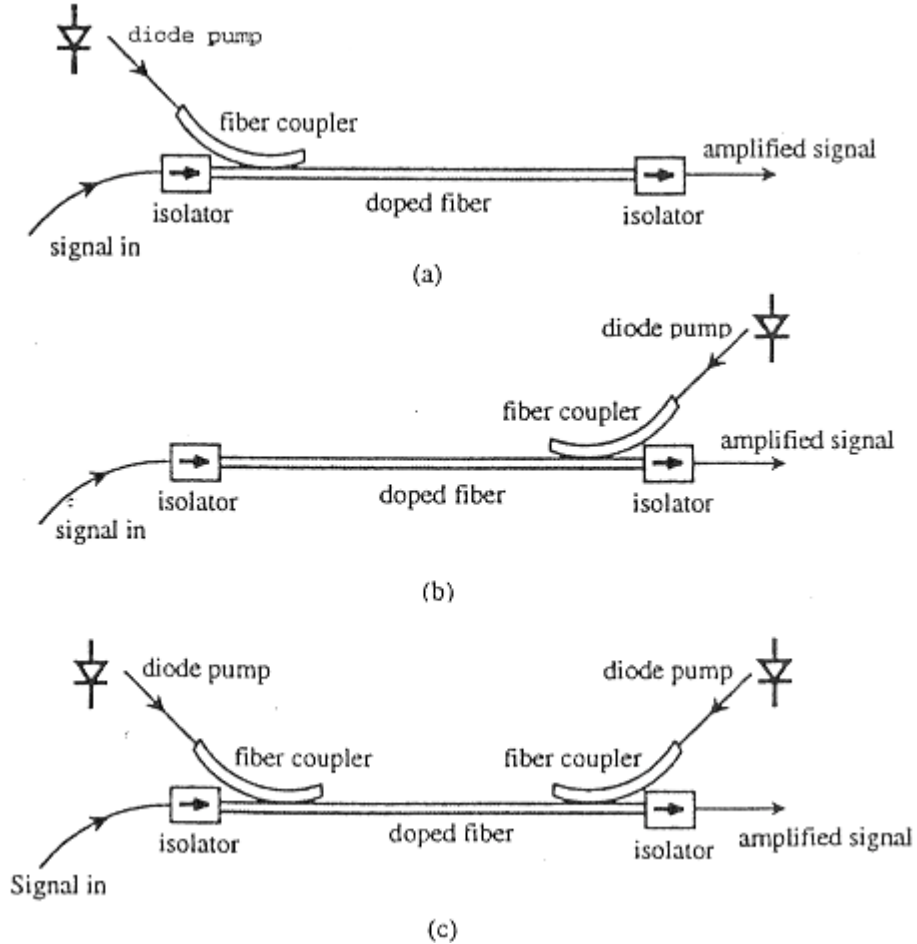 diode pump
fiber coupler
amplified signal
doped fiber
isolator
isolator
signal in
(a)
diode pump
fiber coupler
amplified signal
doped fiber
isolator
isolator
signal in
(b)
diode pump
diode pump
fiber coupler
fiber coupler
doped fiber
isolator
isolator
amplified signal
Signal in
(c)